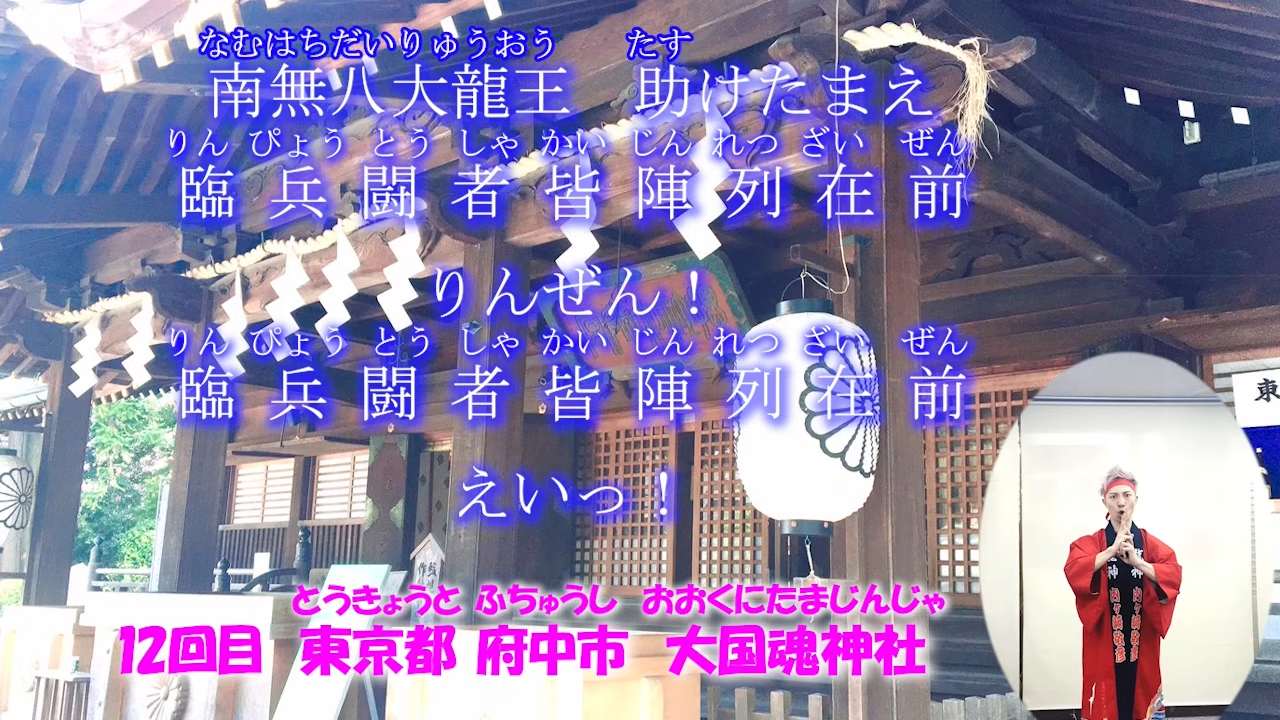 なむはちだいりゅうおう　たす
南無八大龍王　助けたまえ
りん ぴょう とう しゃ かい じん れつ ざい ぜん
臨 兵 闘 者 皆 陣 列 在 前
りんぜん！
りん ぴょう とう しゃ かい じん れつ ざい ぜん
臨 兵 闘 者 皆 陣 列 在 前
えいっ！
とうきょうと ふちゅうし おおくにたまじんじゃ
12回目 東京都 府中市 大国魂神社
東